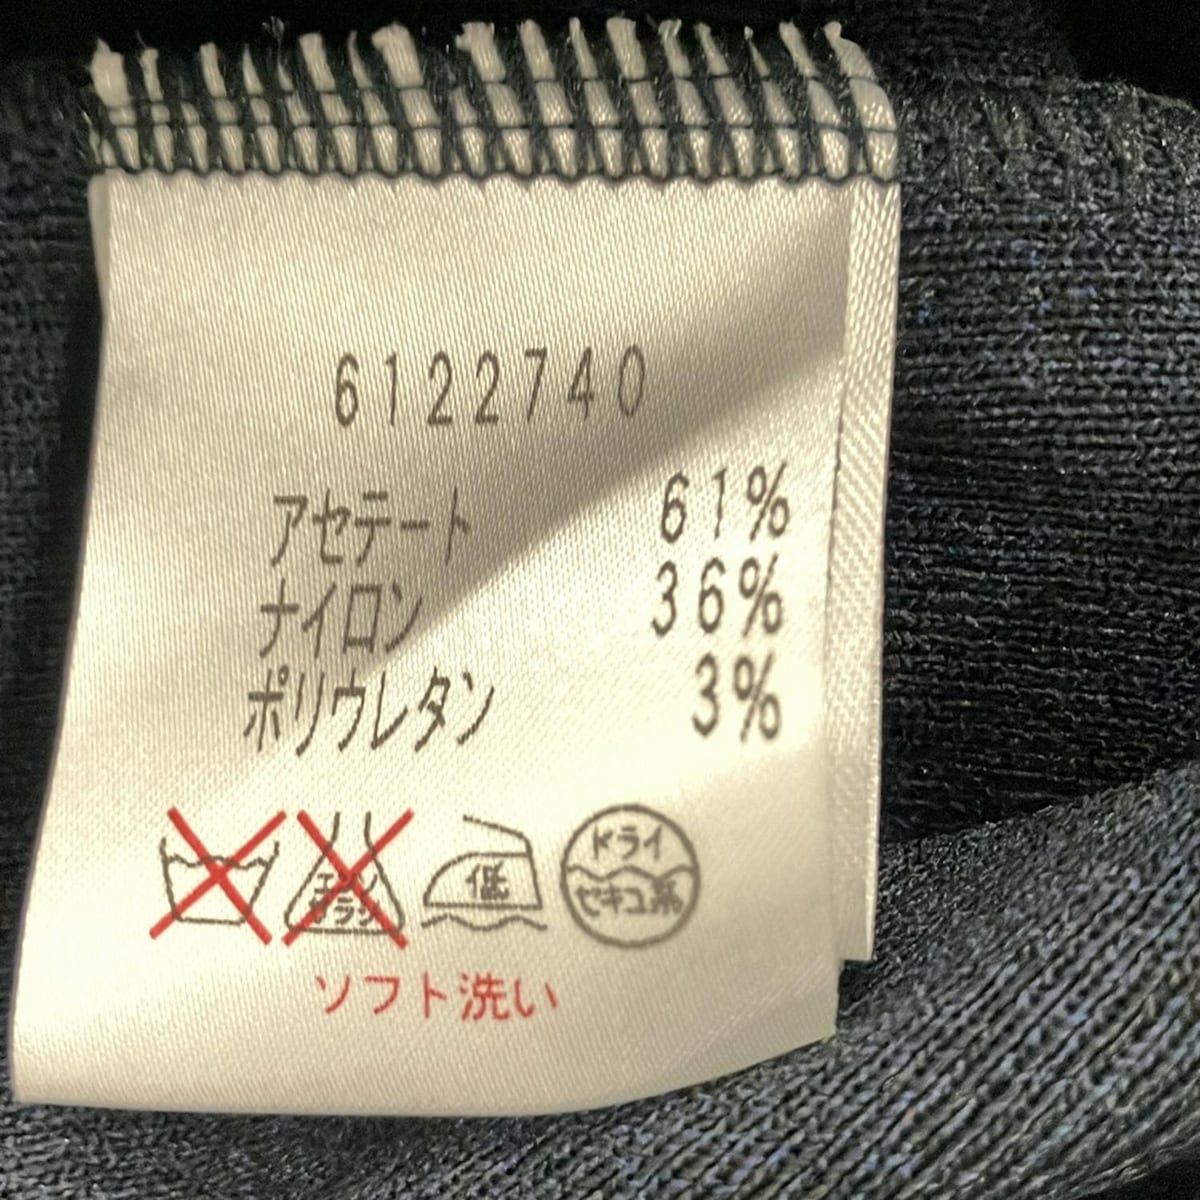 6122740
アセテート 61%
ナイロン 36%
ポリウレタン 3%
エンソ サラシ 低 ドライ セキユ系
ソフト洗い